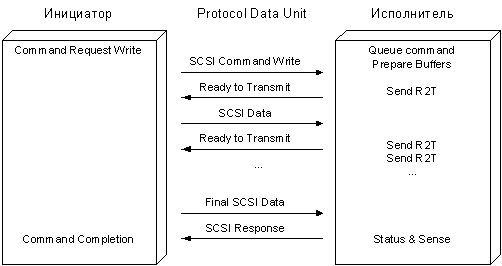 Инициатор Protocol Data Unit Исполнитель
Command Request Write Queue command
Prepare Buffers
SCSI Command Write
Ready to Transmit Send R2T
SCSI Data
Ready to Transmit Send R2T
Send R2T
... ...
Final SCSI Data
SCSI Response
Command Completion Status & Sense